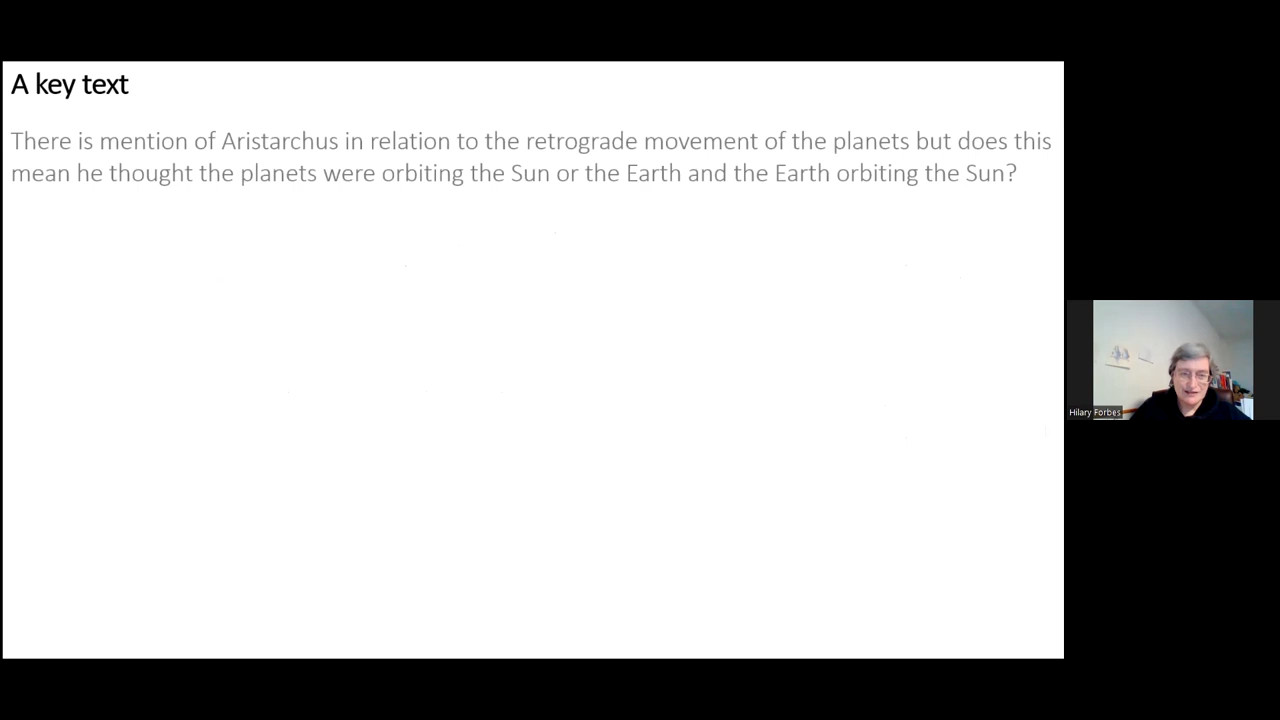 A key text
There is mention of Aristarchus in relation to the retrograde movement of the planets but does this
mean he thought the planets were orbiting the Sun or the Earth and the Earth orbiting the Sun?
Hilary Forbes